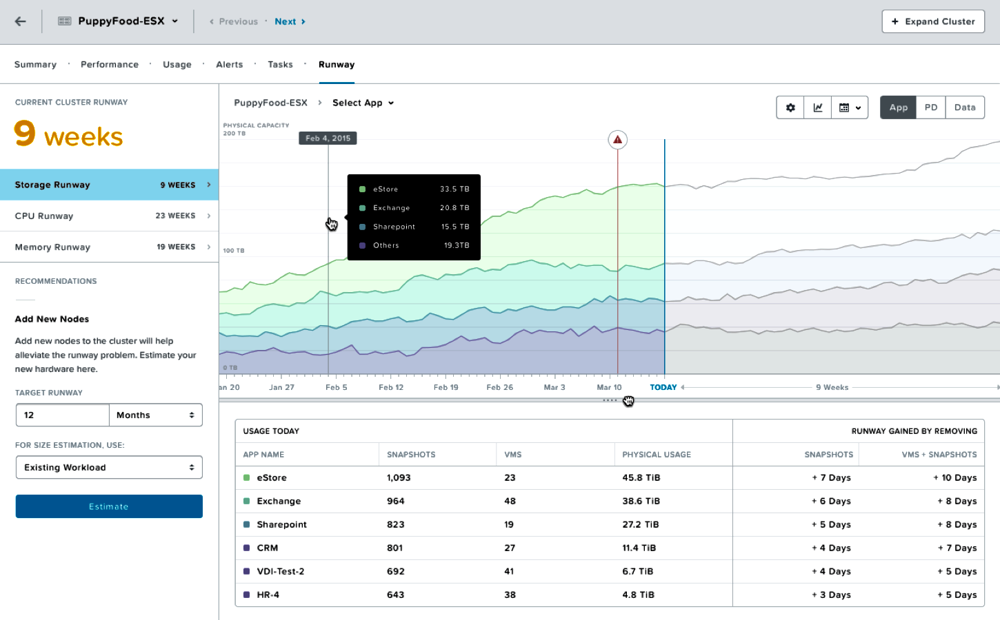 PuppyFood-ESX
Previous · Next
+ Expand Cluster
Summary · Performance · Usage · Alerts · Tasks · Runway
CURRENT CLUSTER RUNWAY
9 weeks
Storage Runway 9 WEEKS
CPU Runway 23 WEEKS
Memory Runway 19 WEEKS
RECOMMENDATIONS
Add New Nodes
Add new nodes to the cluster will help
alleviate the runway problem. Estimate your
new hardware here.
TARGET RUNWAY
12 Months
FOR SIZE ESTIMATION, USE:
Existing Workload
Estimate
PuppyFood-ESX > Select App
App PD Data
PHYSICAL CAPACITY
200 TB
Feb 4, 2015
eStore 33.5 TB
Exchange 20.8 TB
Sharepoint 15.5 TB
Others 19.3TB
100 TB
0 TB
an 20 Jan 27 Feb 5 Feb 12 Feb 19 Feb 26 Mar 3 Mar 10 TODAY 9 Weeks
USAGE TODAY RUNWAY GAINED BY REMOVING
APP NAME SNAPSHOTS VMS PHYSICAL USAGE SNAPSHOTS VMS + SNAPSHOTS
eStore 1,093 23 45.8 TiB + 7 Days + 10 Days
Exchange 964 48 38.6 TiB + 6 Days + 8 Days
Sharepoint 823 19 27.2 TiB + 5 Days + 8 Days
CRM 801 27 11.4 TiB + 4 Days + 7 Days
VDI-Test-2 692 41 6.7 TiB + 4 Days + 5 Days
HR-4 643 38 4.8 TiB + 3 Days + 5 Days